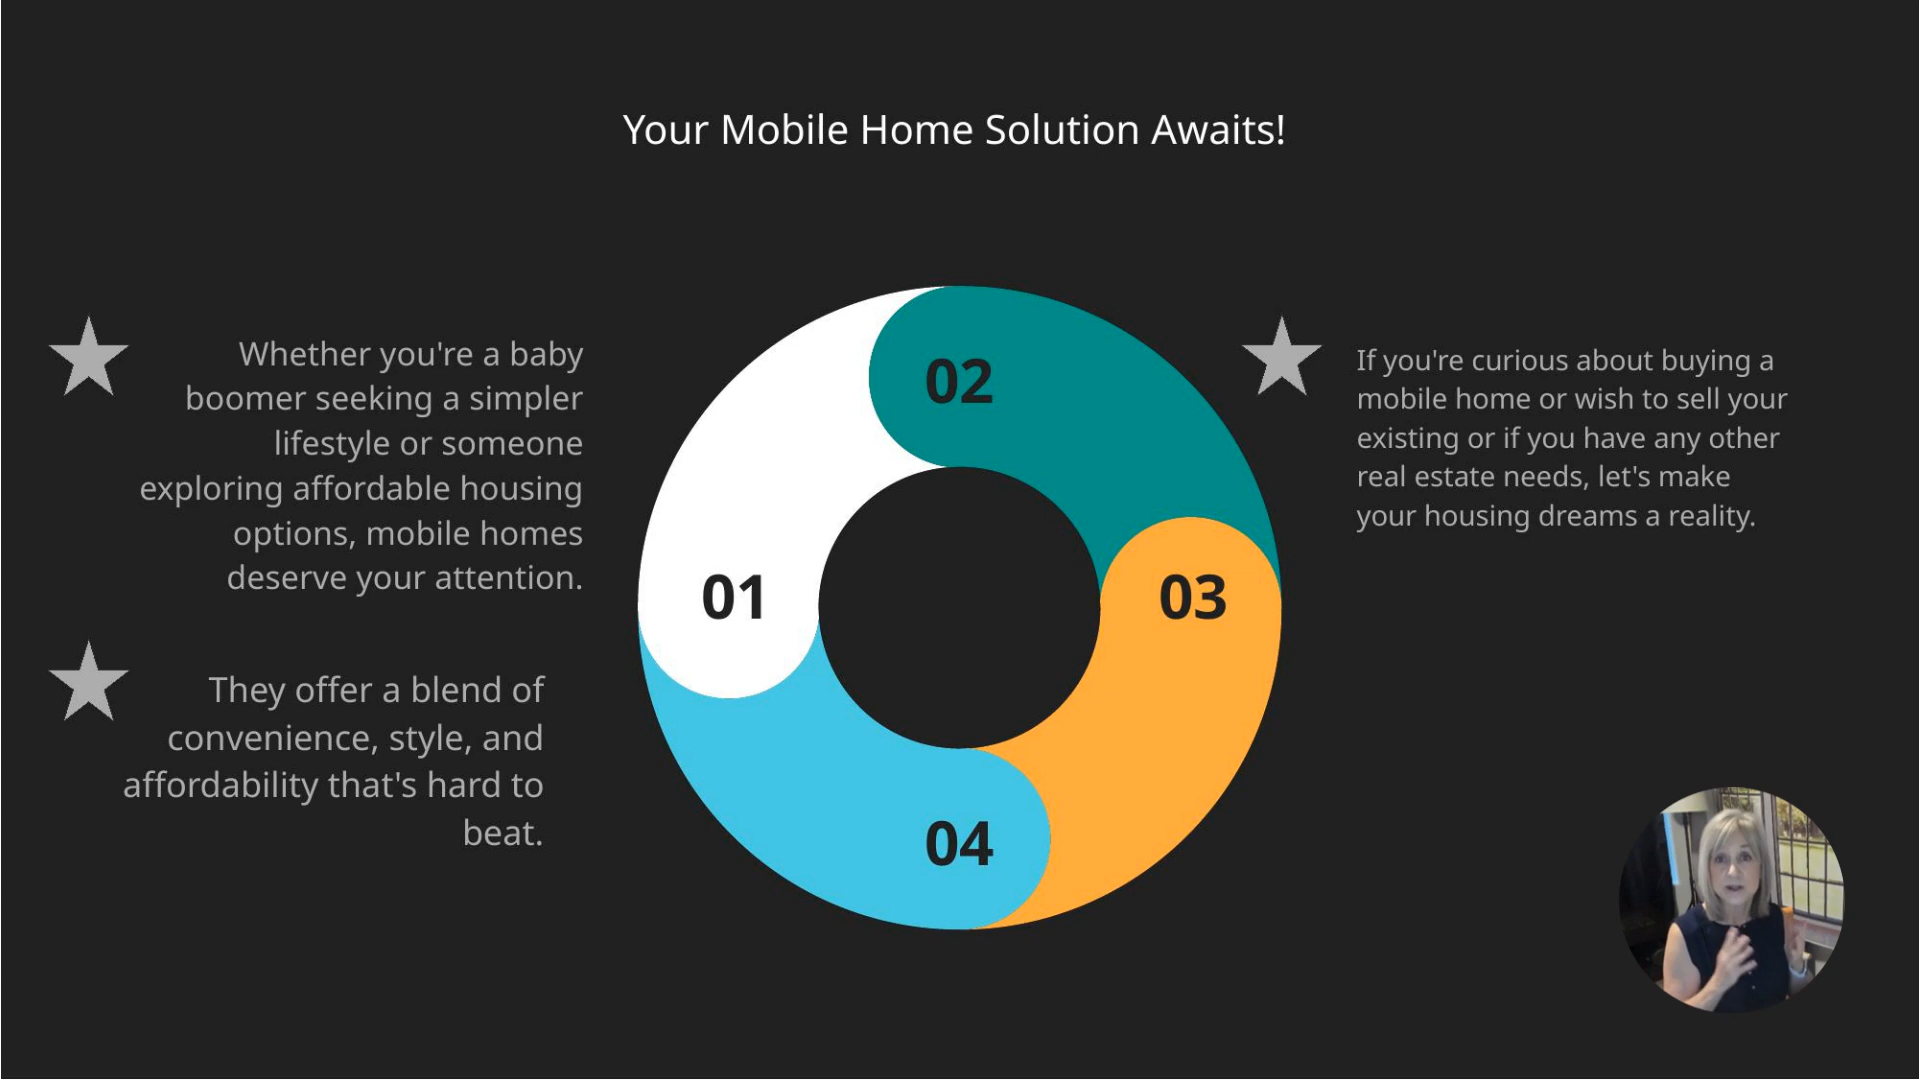 Your Mobile Home Solution Awaits!
Whether you're a baby
boomer seeking a simpler
lifestyle or someone
exploring affordable housing
options, mobile homes
deserve your attention.
They offer a blend of
convenience, style, and
affordability that's hard to
beat.
01
02
03
04
If you're curious about buying a
mobile home or wish to sell your
existing or if you have any other
real estate needs, let's make
your housing dreams a reality.